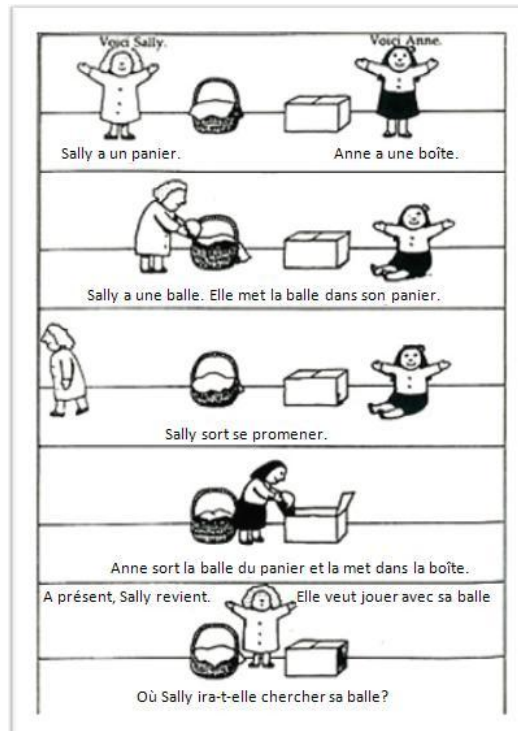 Voici Sally. Voici Anne.
Sally a un panier. Anne a une boîte.
Sally a une balle. Elle met la balle dans son panier.
Sally sort se promener.
Anne sort la balle du panier et la met dans la boîte.
A présent, Sally revient. Elle veut jouer avec sa balle
Où Sally ira-t-elle chercher sa balle?